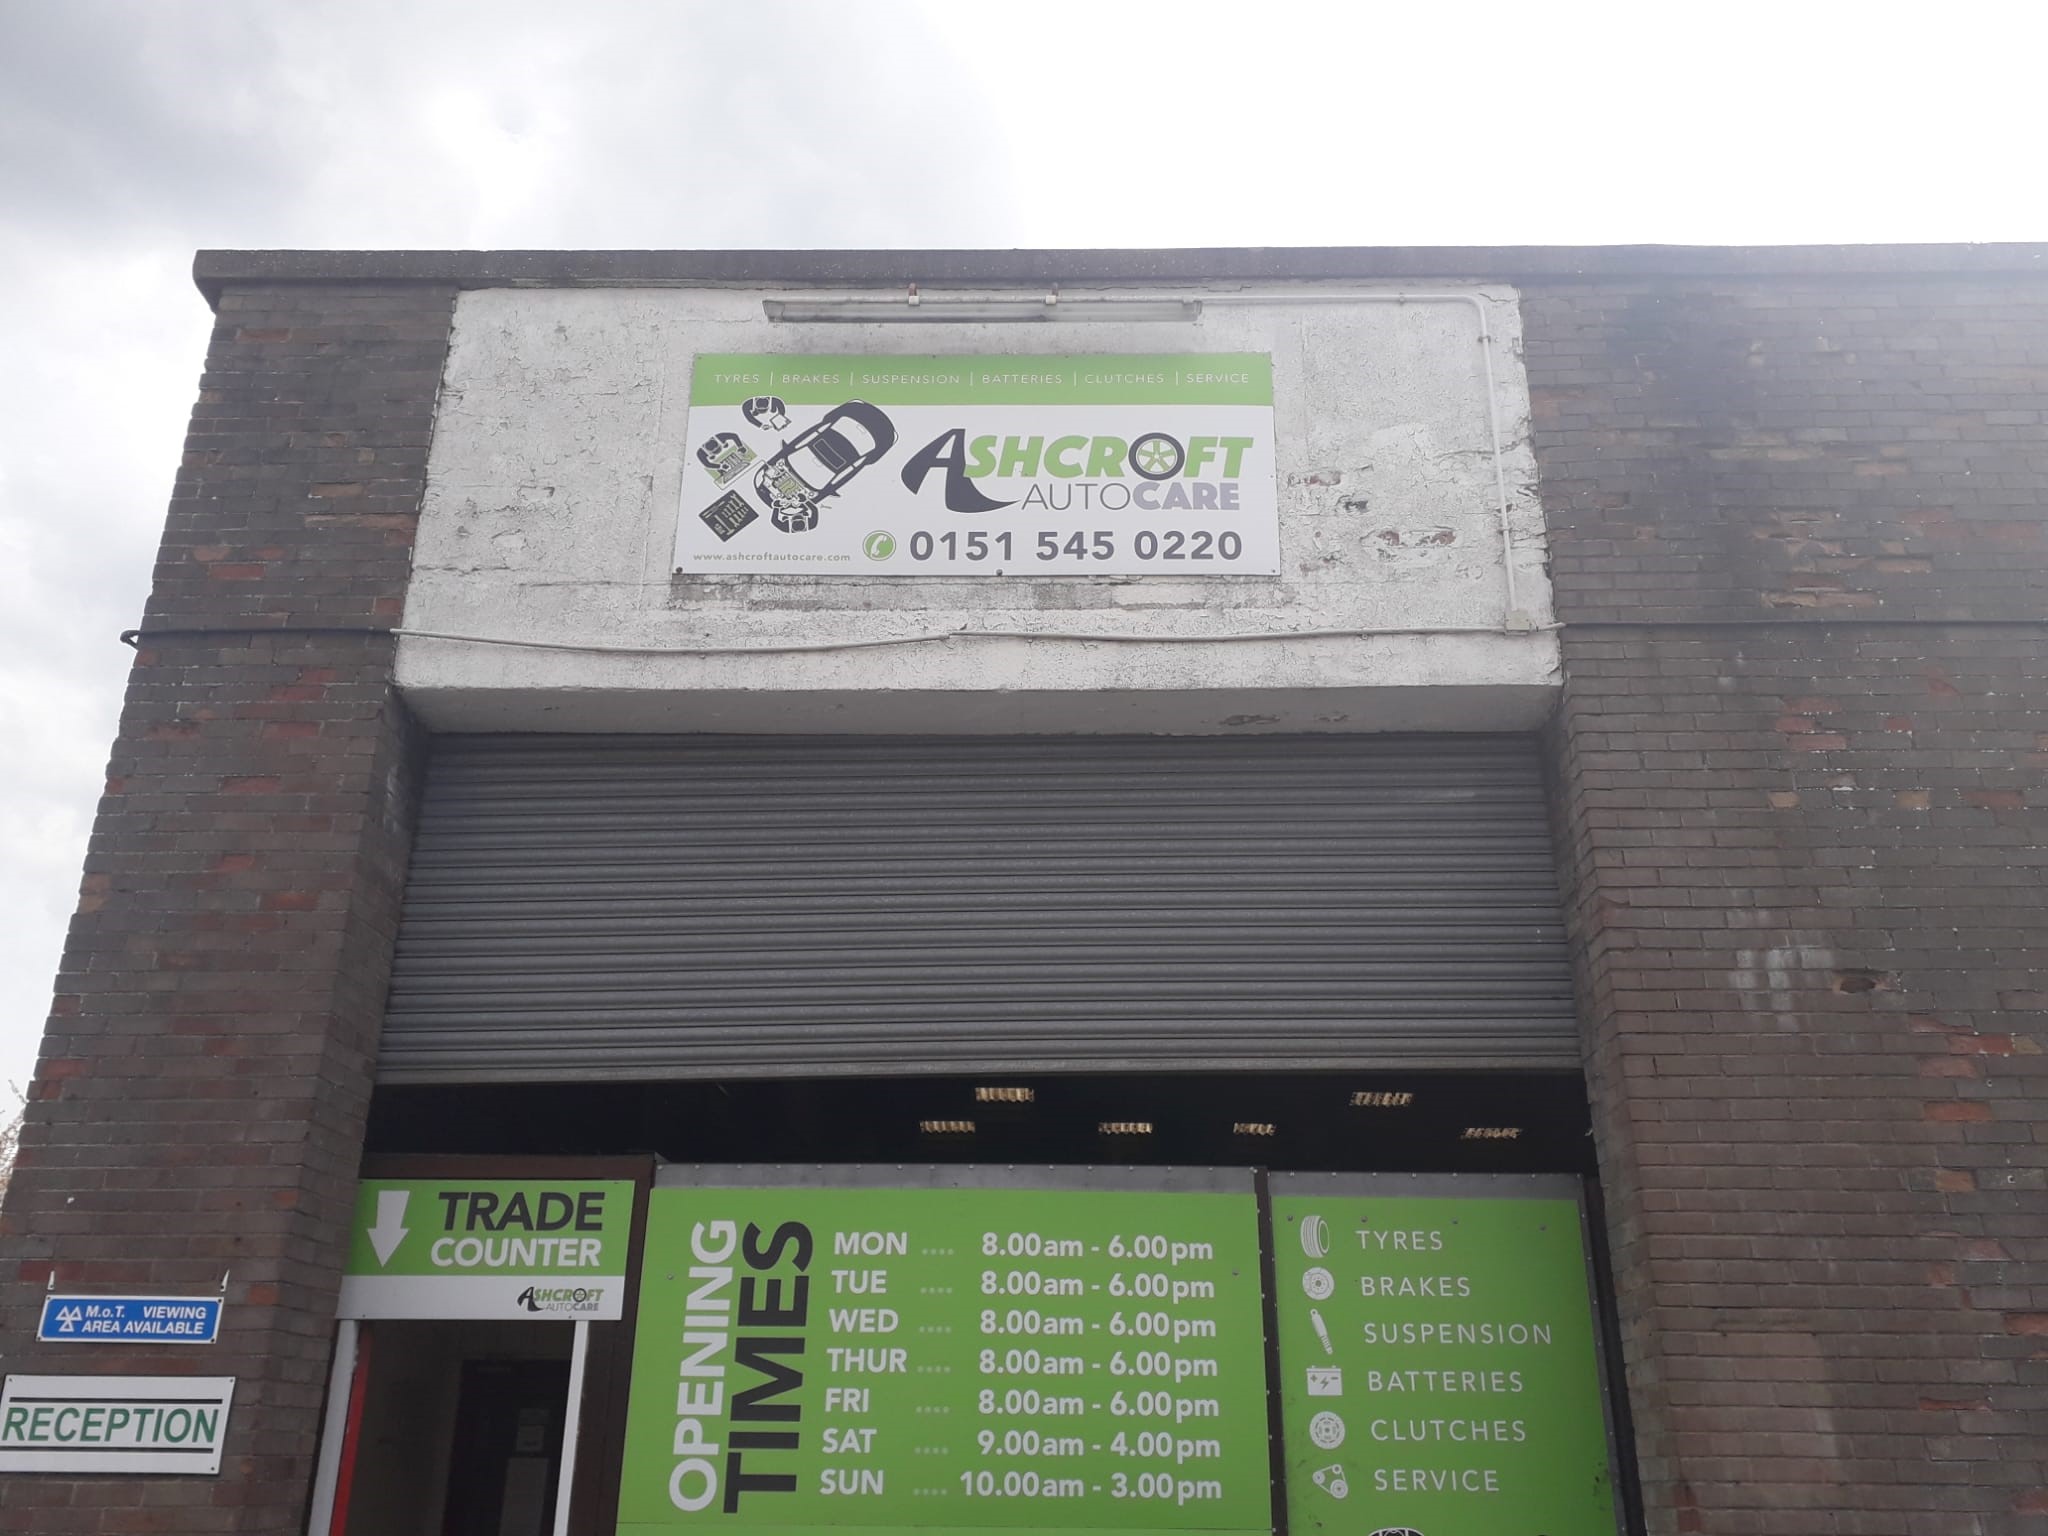 TYRES | BRAKES | SUSPENSION | BATTERIES | CLUTCHES | SERVICE
ASHCROFT
AUTOCARE
www.ashcroftautocare.com
0151 545 0220
TRADE
COUNTER
ASHCROFT
AUTOCARE
M.o.T. VIEWING
AREA AVAILABLE
RECEPTION
OPENING
TIMES
MON .... 8.00am - 6.00pm
TUE .... 8.00am - 6.00pm
WED .... 8.00am - 6.00pm
THUR .... 8.00am - 6.00pm
FRI .... 8.00am - 6.00pm
SAT .... 9.00am - 4.00pm
SUN .... 10.00am - 3.00pm
TYRES
BRAKES
SUSPENSION
BATTERIES
CLUTCHES
SERVICE